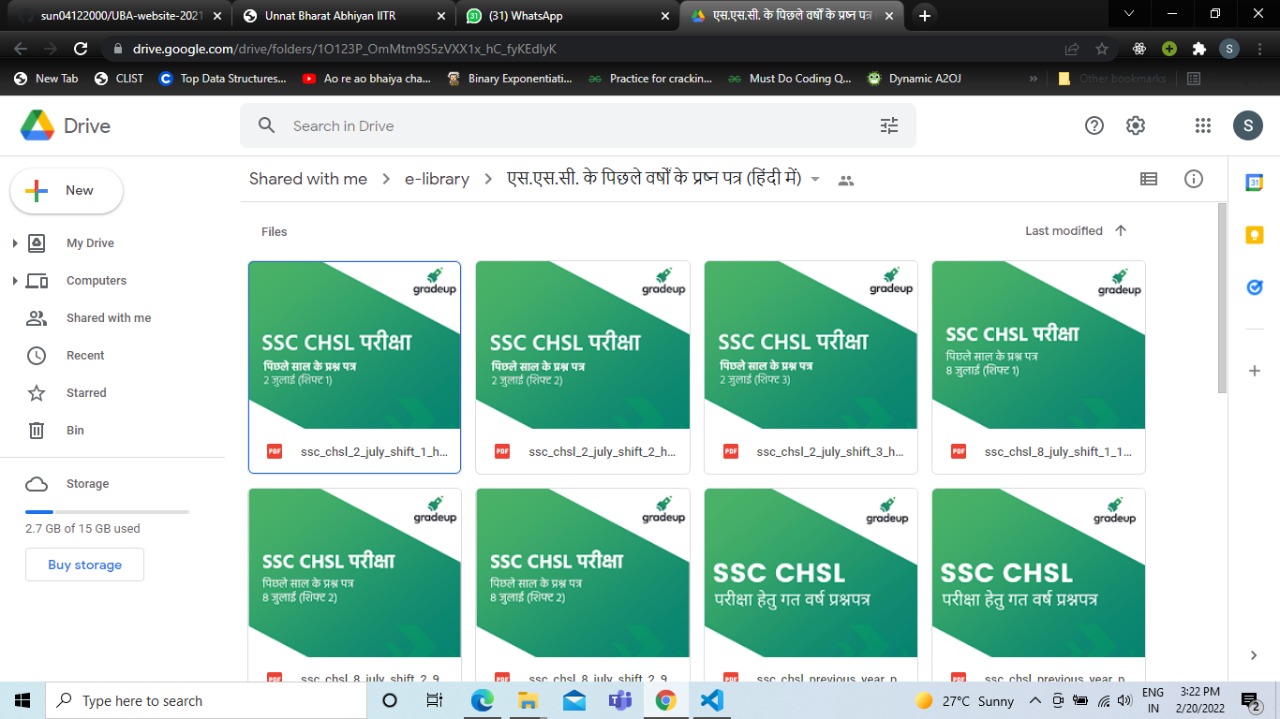 sun04122000/UBA-website-2021
Unnat Bharat Abhiyan IITR
(31) WhatsApp
एस.एस.सी. के पिछले वर्षों के प्रष्न पत्र
drive.google.com/drive/folders/1O123P_OmMtm9S5zVXX1x_hC_fyKEdlyK
S
New Tab
CLIST
Top Data Structures...
Ao re ao bhaiya cha...
Binary Exponentiati...
Practice for crackin...
Must Do Coding Q...
Dynamic A2OJ
»
Other bookmarks
Drive
Search in Drive
S
New
Shared with me > e-library > एस.एस.सी. के पिछले वर्षों के प्रष्न पत्र (हिंदी में)
31
My Drive
Computers
Shared with me
Recent
Starred
Bin
Storage
2.7 GB of 15 GB used
Buy storage
Files
Last modified
gradeup
SSC CHSL परीक्षा
पिछले साल के प्रश्न पत्र
2 जुलाई (शिफ्ट 1)
PDF
ssc_chsl_2_july_shift_1_h...
gradeup
SSC CHSL परीक्षा
पिछले साल के प्रश्न पत्र
2 जुलाई (शिफ्ट 2)
PDF
ssc_chsl_2_july_shift_2_h...
gradeup
SSC CHSL परीक्षा
पिछले साल के प्रश्न पत्र
2 जुलाई (शिफ्ट 3)
PDF
ssc_chsl_2_july_shift_3_h...
gradeup
SSC CHSL परीक्षा
पिछले साल के प्रश्न पत्र
8 जुलाई (शिफ्ट 1)
PDF
ssc_chsl_8_july_shift_1_1...
gradeup
SSC CHSL परीक्षा
पिछले साल के प्रश्न पत्र
8 जुलाई (शिफ्ट 2)
ssc_chsl_8_july_shift_2_9
gradeup
SSC CHSL परीक्षा
पिछले साल के प्रश्न पत्र
8 जुलाई (शिफ्ट 2)
ssc_chsl_8_july_shift_2_9
gradeup
SSC CHSL
परीक्षा हेतु गत वर्ष प्रश्नपत्र
ssc_chsl_previous_year_p
gradeup
SSC CHSL
परीक्षा हेतु गत वर्ष प्रश्नपत्र
ssc_chsl_previous_year_p
Type here to search
27°C Sunny
ENG
IN
3:22 PM
2/20/2022
2